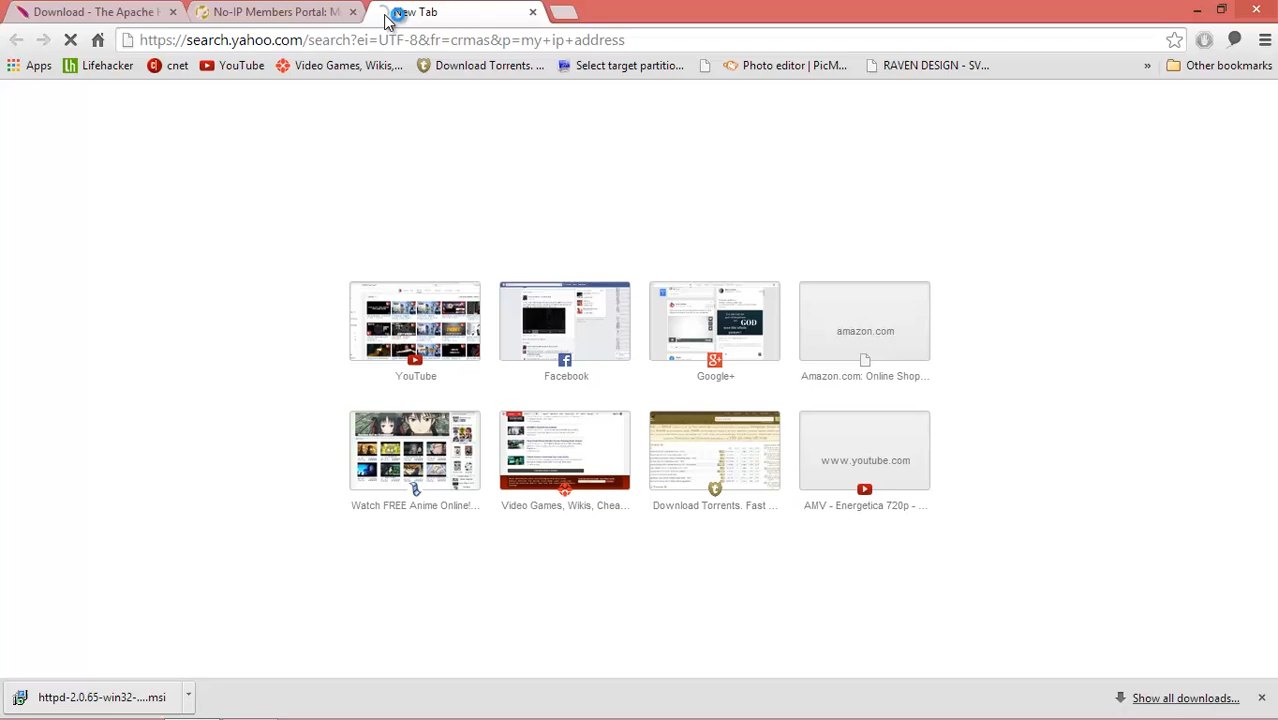 Download - The Apache H
No-IP Members Portal: M
New Tab
https://search.yahoo.com/search?ei=UTF-8&fr=crmas&p=my+ip+address
Apps
Lifehacker
cnet
YouTube
Video Games, Wikis,...
Download Torrents. ...
Select target partitio...
Photo editor | PicM...
RAVEN DESIGN - SV...
»
Other bookmarks
amazon.com
YouTube
Facebook
Google+
Amazon.com: Online Shop...
www.youtube.com
Watch FREE Anime Online!...
Video Games, Wikis, Chea...
Download Torrents. Fast ...
AMV - Energetica 720p - ...
httpd-2.0.65-win32-....msi
Show all downloads...